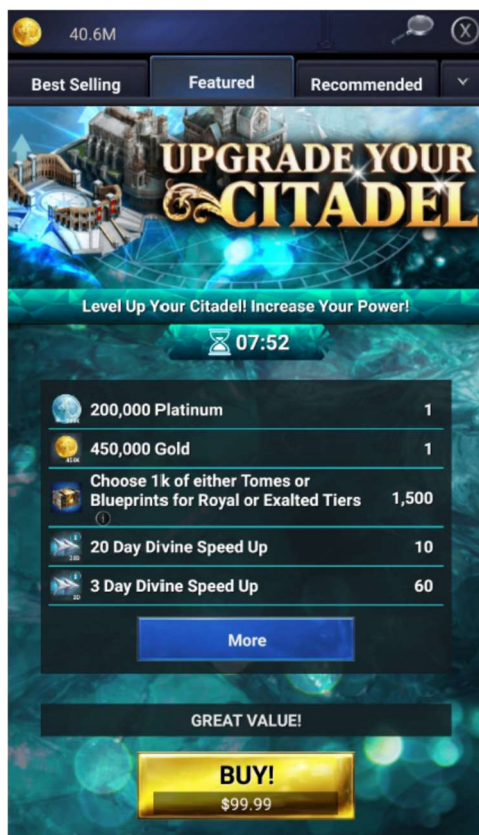 40.6M
Best Selling
Featured
Recommended
UPGRADE YOUR
CITADEL
Level Up Your Citadel! Increase Your Power!
07:52
200,000 Platinum 1
450,000 Gold 1
Choose 1k of either Tomes or
Blueprints for Royal or Exalted Tiers 1,500
20 Day Divine Speed Up 10
3 Day Divine Speed Up 60
More
GREAT VALUE!
BUY!
$99.99